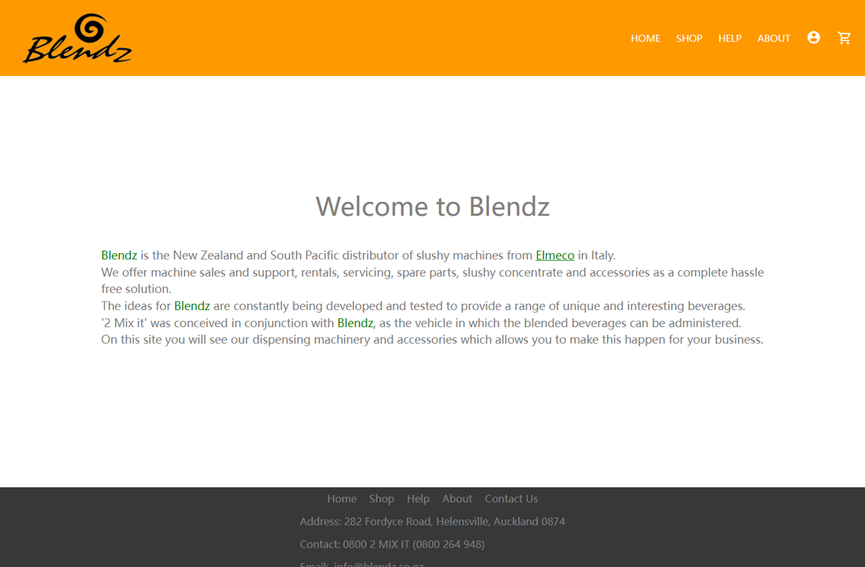 Blendz
HOME SHOP HELP ABOUT
Welcome to Blendz
Blendz is the New Zealand and South Pacific distributor of slushy machines from Elmeco in Italy.
We offer machine sales and support, rentals, servicing, spare parts, slushy concentrate and accessories as a complete hassle
free solution.
The ideas for Blendz are constantly being developed and tested to provide a range of unique and interesting beverages.
'2 Mix it' was conceived in conjunction with Blendz, as the vehicle in which the blended beverages can be administered.
On this site you will see our dispensing machinery and accessories which allows you to make this happen for your business.
Home Shop Help About Contact Us
Address: 282 Fordyce Road, Helensville, Auckland 0874
Contact: 0800 2 MIX IT (0800 264 948)
Email: info@blendz.co.nz